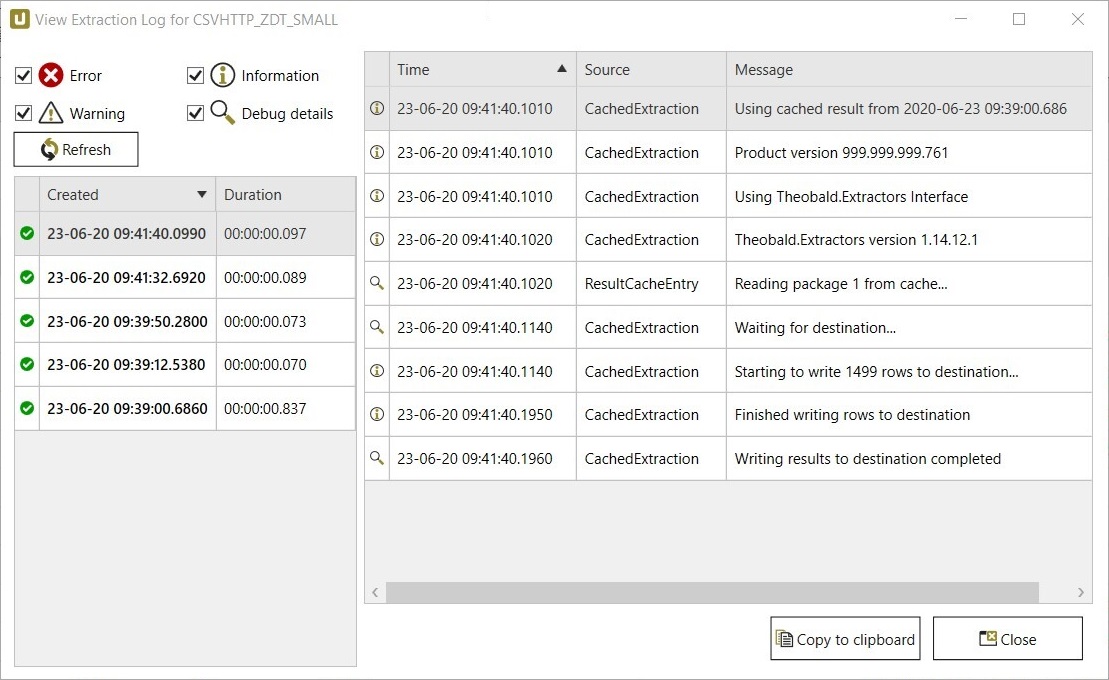 View Extraction Log for CSVHTTP_ZDT_SMALL
Error
Information
Warning
Debug details
Refresh
Created Duration
23-06-20 09:41:40.0990 00:00:00.097
23-06-20 09:41:32.6920 00:00:00.089
23-06-20 09:39:50.2800 00:00:00.073
23-06-20 09:39:12.5380 00:00:00.070
23-06-20 09:39:00.6860 00:00:00.837
Time Source Message
23-06-20 09:41:40.1010 CachedExtraction Using cached result from 2020-06-23 09:39:00.686
23-06-20 09:41:40.1010 CachedExtraction Product version 999.999.999.761
23-06-20 09:41:40.1010 CachedExtraction Using Theobald.Extractors Interface
23-06-20 09:41:40.1020 CachedExtraction Theobald.Extractors version 1.14.12.1
23-06-20 09:41:40.1020 ResultCacheEntry Reading package 1 from cache...
23-06-20 09:41:40.1140 CachedExtraction Waiting for destination...
23-06-20 09:41:40.1140 CachedExtraction Starting to write 1499 rows to destination...
23-06-20 09:41:40.1950 CachedExtraction Finished writing rows to destination
23-06-20 09:41:40.1960 CachedExtraction Writing results to destination completed
Copy to clipboard
Close